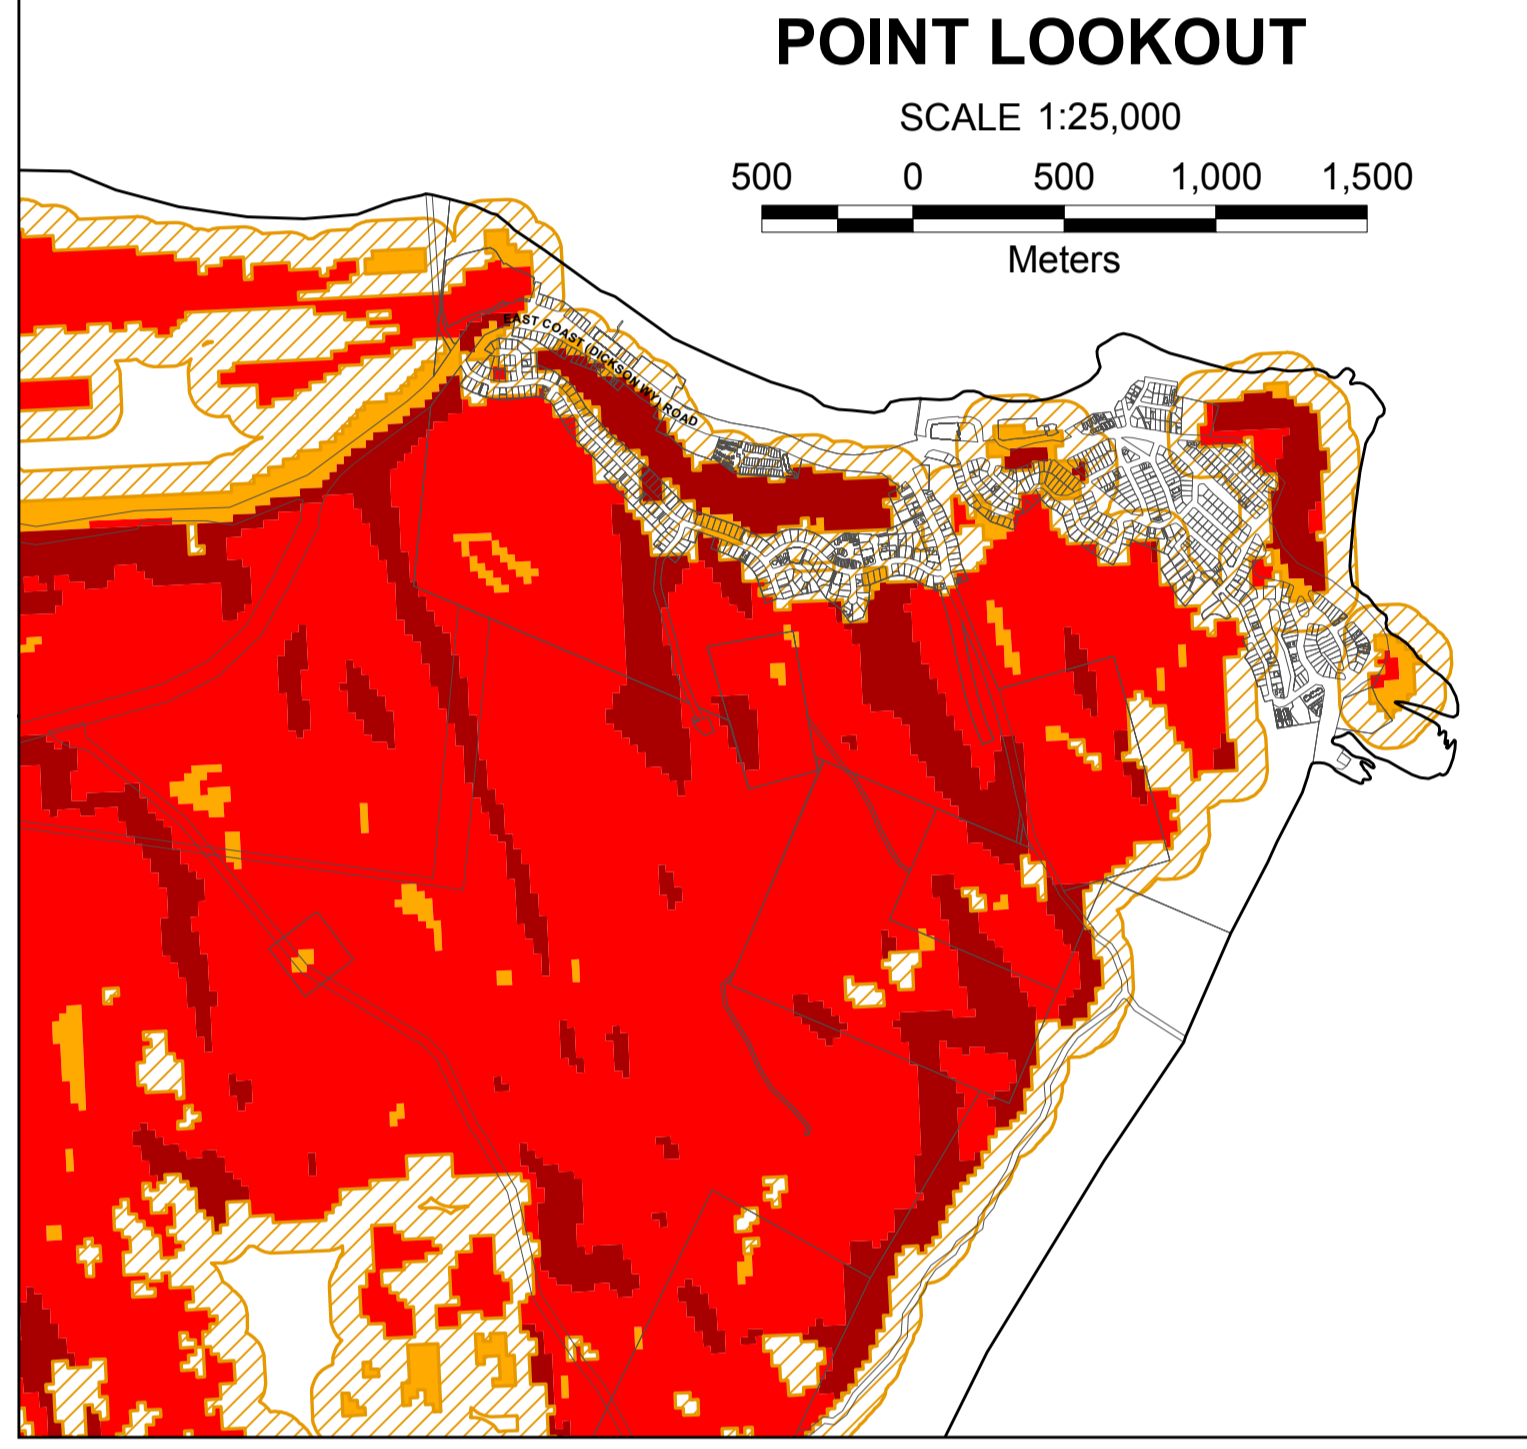 POINT LOOKOUT
SCALE 1:25,000
500 0 500 1,000 1,500
Meters
EAST COAST (DICKSON WY) ROAD